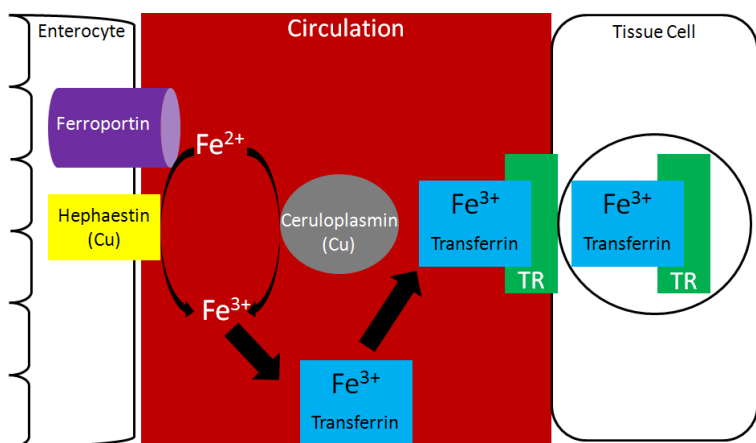 Enterocyte
Circulation
Tissue Cell
Ferroportin
Fe²⁺
Hephaestin
(Cu)
Ceruloplasmin
(Cu)
Fe³⁺
Transferrin
TR
Fe³⁺
Transferrin
TR
Fe³⁺
Fe³⁺
Transferrin